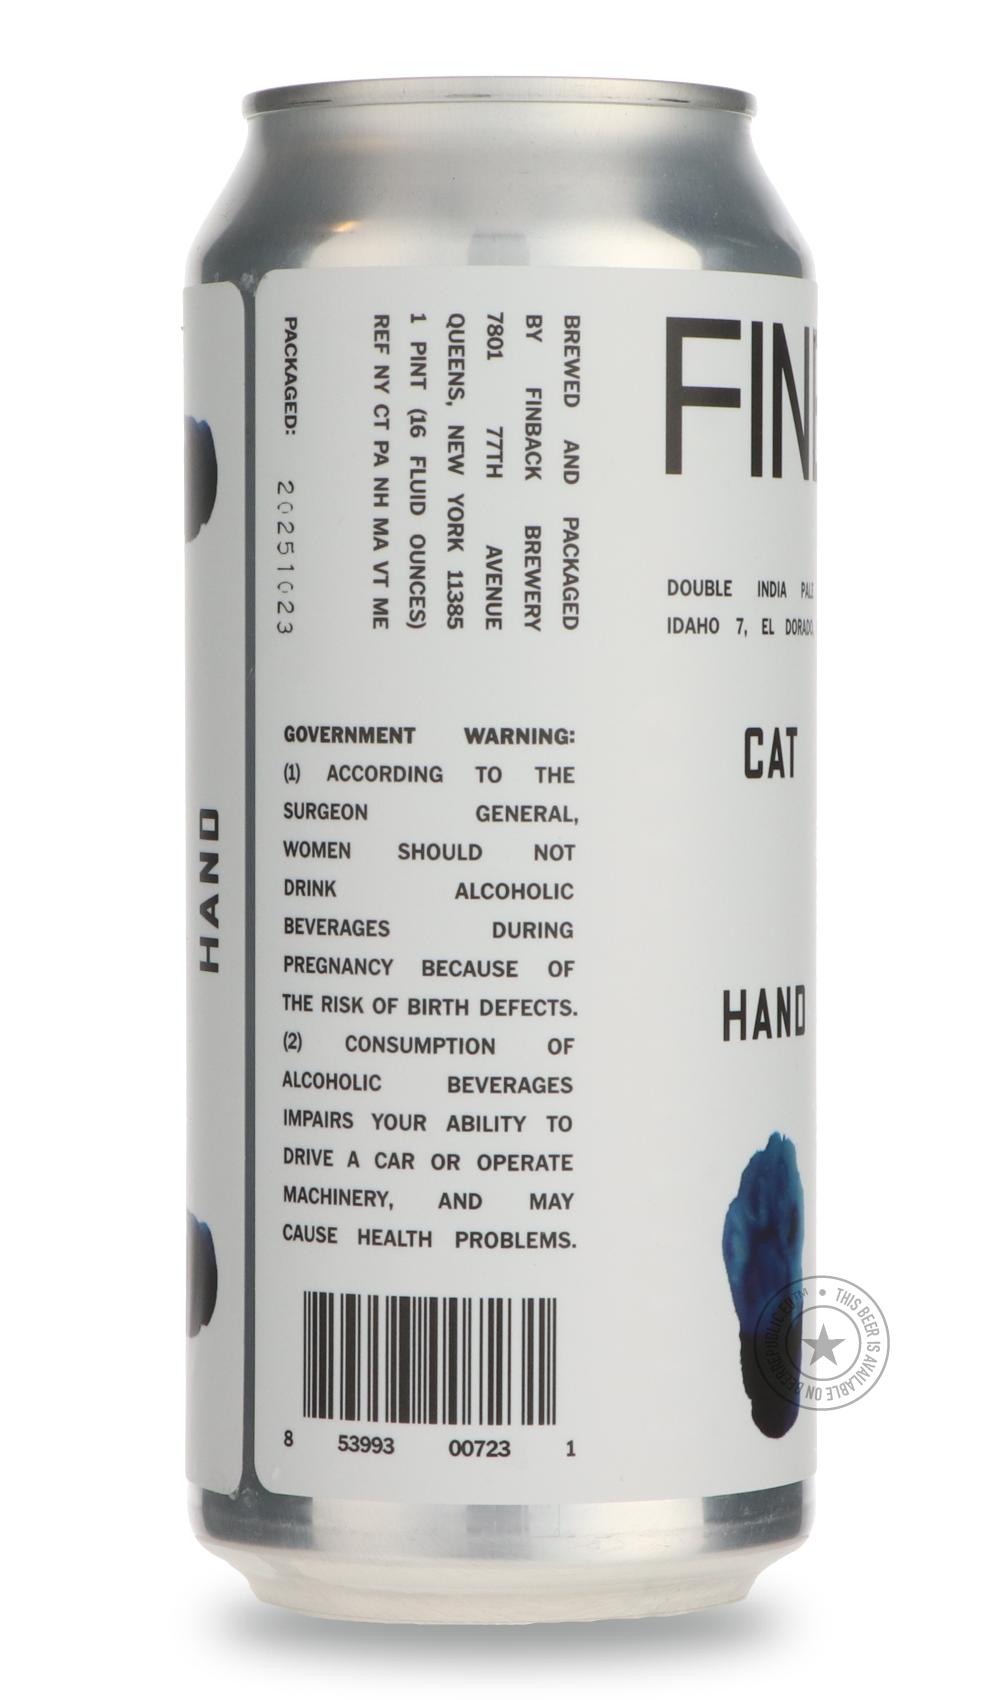 BREWED AND PACKAGED
BY FINBACK BREWERY
7801 77TH AVENUE
QUEENS, NEW YORK 11385
1 PINT (16 FLUID OUNCES)
REF NY CT PA NH MA VT ME
PACKAGED: 20251023
GOVERNMENT WARNING:
(1) ACCORDING TO THE
SURGEON GENERAL,
WOMEN SHOULD NOT
DRINK ALCOHOLIC
BEVERAGES DURING
PREGNANCY BECAUSE OF
THE RISK OF BIRTH DEFECTS.
(2) CONSUMPTION OF
ALCOHOLIC BEVERAGES
IMPAIRS YOUR ABILITY TO
DRIVE A CAR OR OPERATE
MACHINERY, AND MAY
CAUSE HEALTH PROBLEMS.
8 53993 00723 1
HAND
FIN
DOUBLE INDIA PALE
IDAHO 7, EL DORADO,
CAT
HAND
THIS BEER IS AVAILABLE ON BEERREPUBLIC.EU™